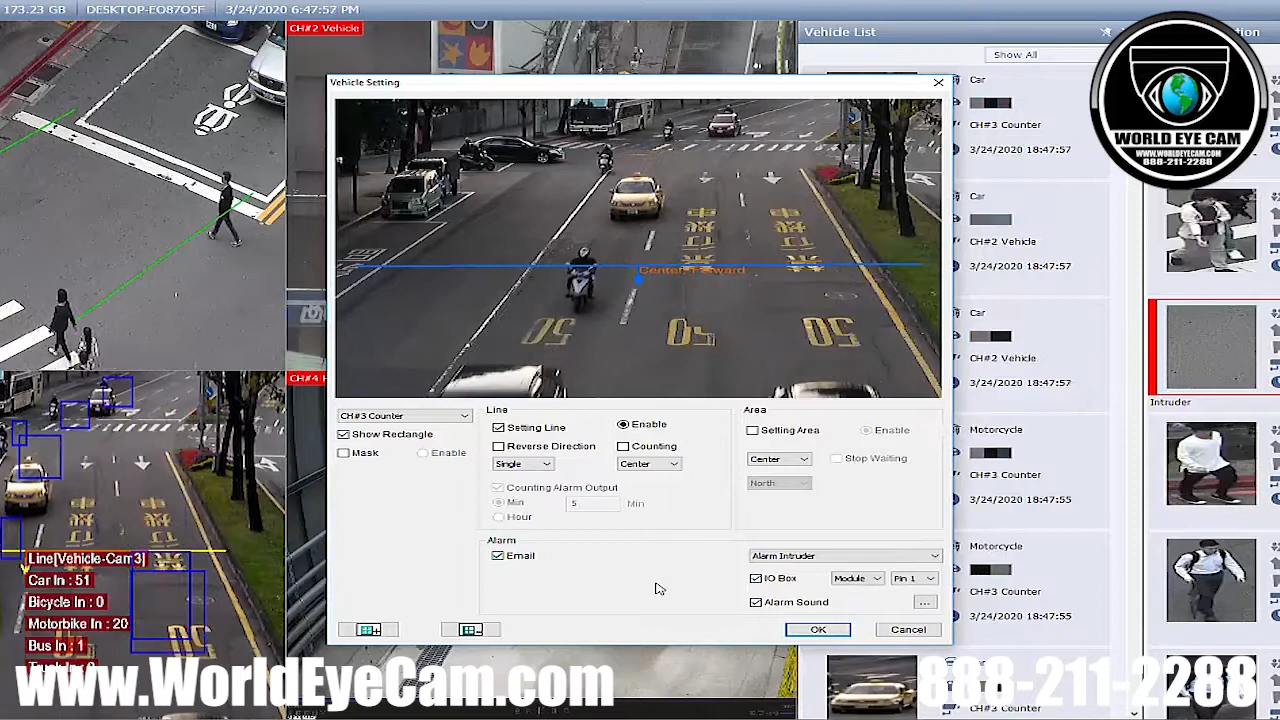 173.23 GB
DESKTOP-EO87O5F
3/24/2020 6:47:57 PM
CH#2 Vehicle
Vehicle List
Show All
WORLD EYE CAM
WWW.WORLDEYECAM.COM
888-211-2288
Vehicle Setting
Center, Forward
50
50
50
CH#3 Counter
Show Rectangle
Mask
Enable
Line
Setting Line
Enable
Reverse Direction
Counting
Single
Center
Counting Alarm Output
Min
5
Min
Hour
Area
Setting Area
Enable
Center
Stop Waiting
North
Alarm
Email
Alarm Intruder
IO Box
Module
Pin 1
Alarm Sound
...
OK
Cancel
Car
CH#3 Counter
3/24/2020 18:47:57
Car
CH#2 Vehicle
3/24/2020 18:47:57
Car
CH#2 Vehicle
3/24/2020 18:47:57
Motorcycle
CH#3 Counter
3/24/2020 18:47:55
Motorcycle
CH#3 Counter
3/24/2020 18:47:55
CH#3 Counter
Intruder
Line[Vehicle-Cam3]
Car In : 51
Bicycle In : 0
Motorbike In : 20
Bus In : 1
www.WorldEyeCam.com
888-211-2288